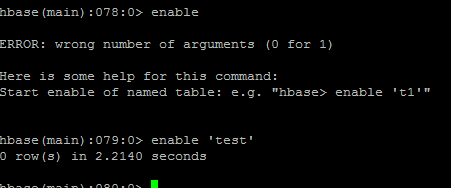 hbase(main):078:0> enable
ERROR: wrong number of arguments (0 for 1)
Here is some help for this command:
Start enable of named table: e.g. "hbase> enable 't1'"
hbase(main):079:0> enable 'test'
0 row(s) in 2.2140 seconds
hbase(main):080:0>